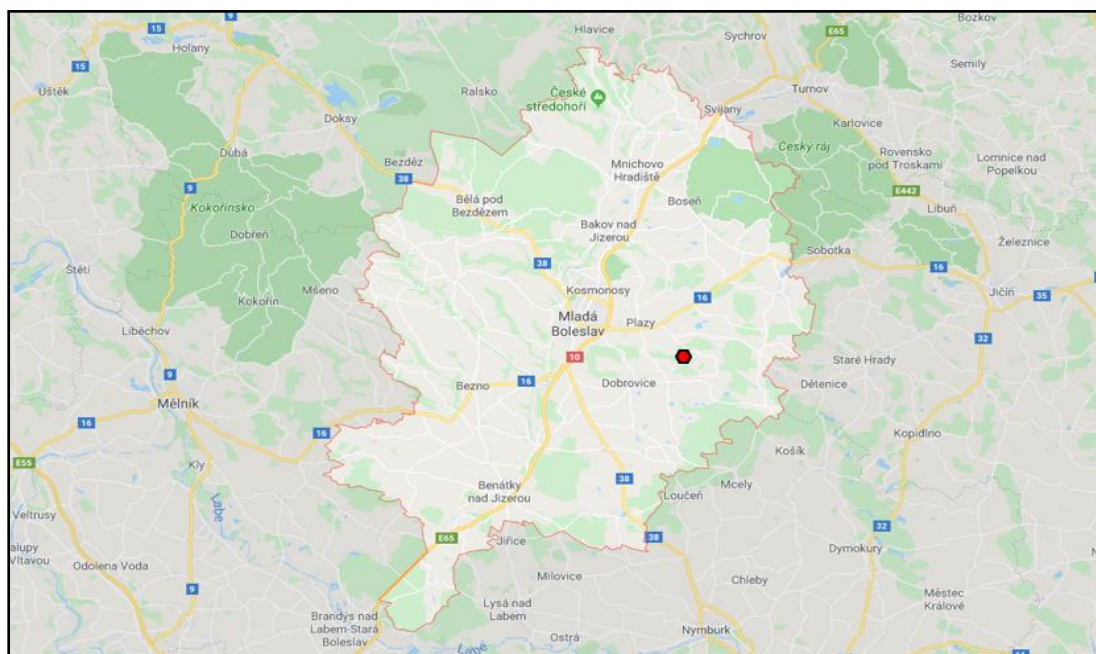 Bozkov
Hlavice
Sychrov
E65
15
9
15
Holany
Semily
15
Úštěk
Ralsko
České
středohoří
Turnov
Svijany
Doksy
Karlovice
Dubá
Bezděz
Mnichovo
Hradiště
Český ráj
Rovensko
pod Troskami
Lomnice nad
Popelkou
38
9
E442
Kokořínsko
Bělá pod
Bezdězem
Boseň
Libuň
Bakov nad
Jizerou
Dobřeň
Železnice
Sobotka
Štětí
38
16
Mšeno
Kosmonosy
16
Jičín
35
Kokořín
Mladá
Boleslav
Plazy
Liběchov
32
10
Staré Hrady
9
Bezno
16
Dobrovice
Dětenice
Mělník
16
16
Kopidlno
Košík
E55
Kly
38
Mcely
Benátky
nad Jizerou
Loučeň
Labe
Veltrusy
32
E65
38
Jiřice
alupy
Vltavou
Dymokury
Odolena Voda
Milovice
Chleby
9
Městec
Králové
Lysá nad
Labem
Brandýs nad
Labem-Stará
Boleslav
Nymburk
Ostrá
Labe